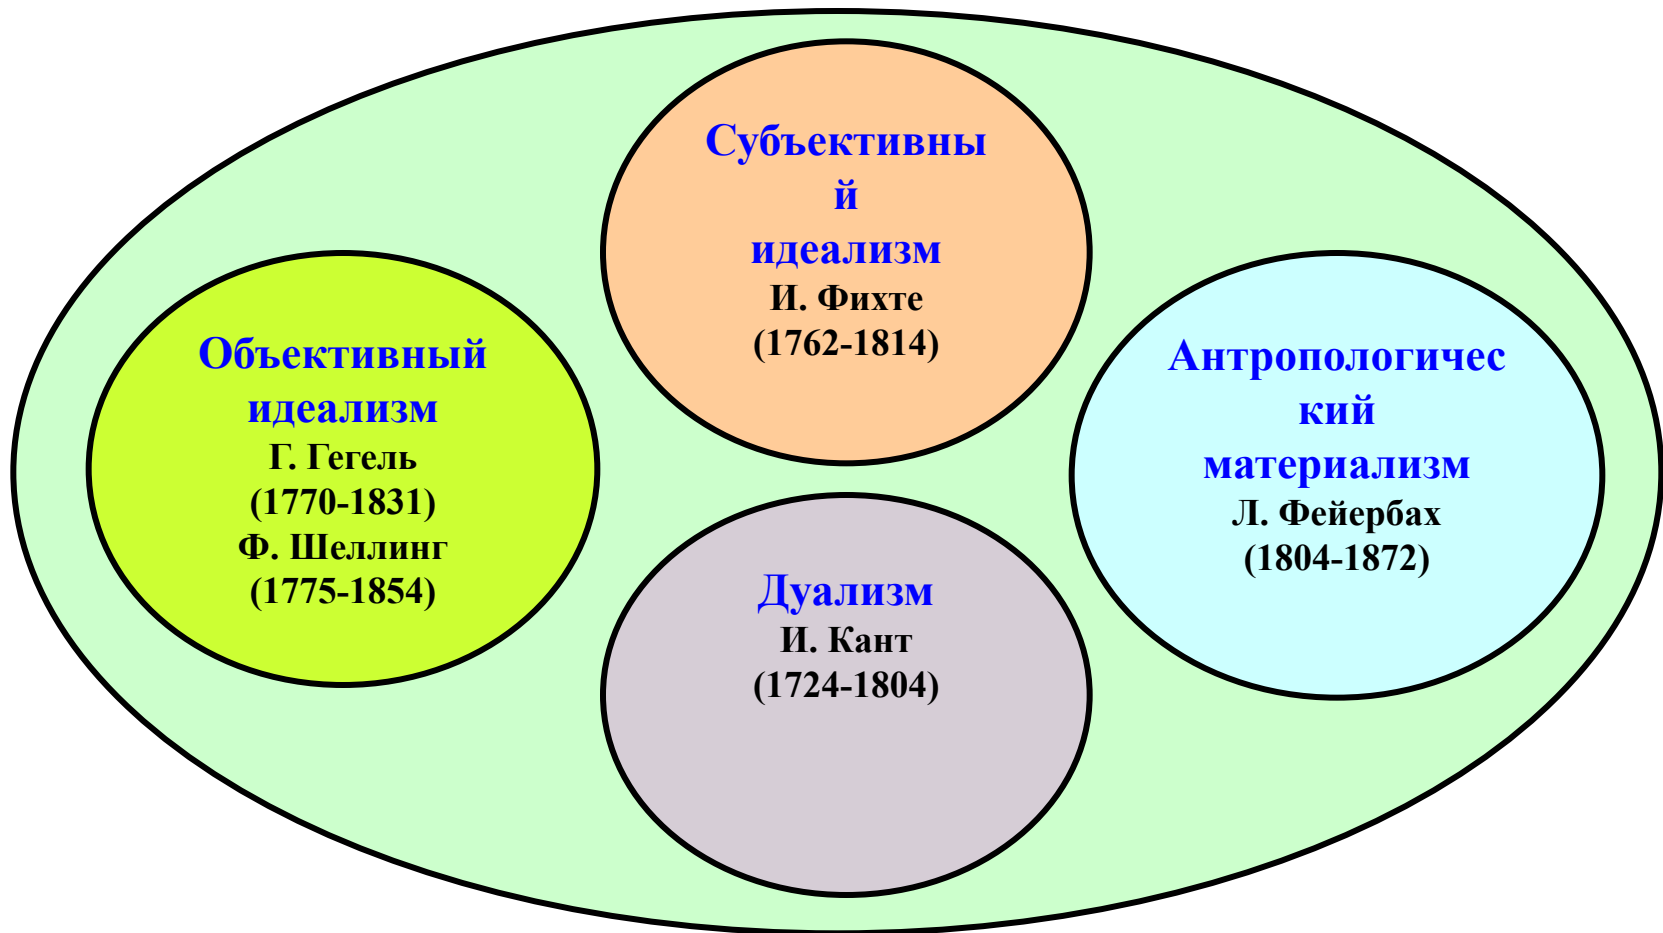 Субъективны
й
идеализм
И. Фихте
(1762-1814)
Объективный
идеализм
Г. Гегель
(1770-1831)
Ф. Шеллинг
(1775-1854)
Антропологичес
кий
материализм
Л. Фейербах
(1804-1872)
Дуализм
И. Кант
(1724-1804)